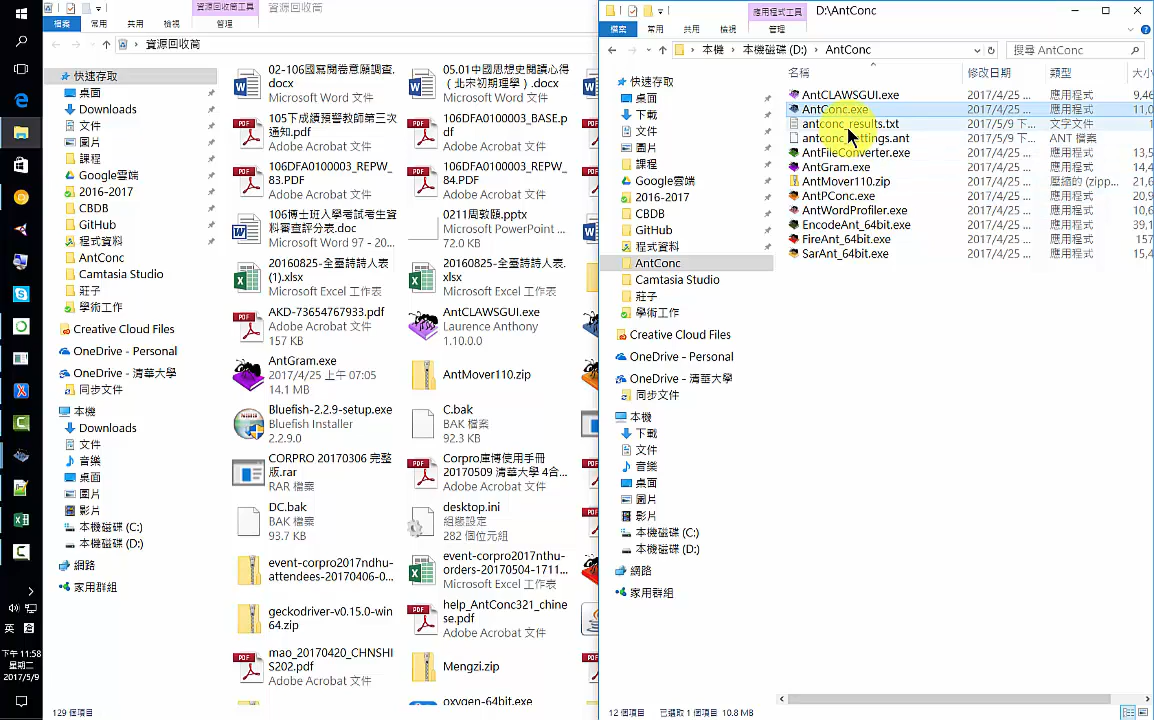 資源回收筒工具
資源回收筒
檔案
常用
共用
檢視
管理
資源回收筒
快速存取
桌面
Downloads
文件
圖片
課程
Google雲端
2016-2017
CBDB
GitHub
程式資料
AntConc
Camtasia Studio
莊子
學術工作
Creative Cloud Files
OneDrive - Personal
OneDrive - 清華大學
同步文件
本機
Downloads
文件
音樂
桌面
圖片
影片
本機磁碟 (C:)
本機磁碟 (D:)
網路
家用群組
02-106國寫閱卷意願調查.
docx
Microsoft Word 文件
05.01中國思想史閱讀心得
（北宋初期理學）.docx
Microsoft Word 文件
105下成績預警教師第三次
通知.pdf
Adobe Acrobat 文件
106DFA0100003_BASE.p
df
Adobe Acrobat 文件
106DFA0100003_REPW_
84.PDF
Adobe Acrobat 文件
106DFA0100003_REPW_
83.PDF
Adobe Acrobat 文件
106博士班入學考試考生資
料審查評分表.doc
Microsoft Word 97 - 20...
0211周敦頤.pptx
Microsoft PowerPoint ...
72.0 KB
20160825-全臺詩詩人表
(1).xlsx
Microsoft Excel 工作表
20160825-全臺詩詩人表.
xlsx
Microsoft Excel 工作表
AKD-73654767933.pdf
Adobe Acrobat 文件
157 KB
AntCLAWSGUI.exe
Laurence Anthony
1.10.0.0
AntGram.exe
2017/4/25 上午 07:05
14.1 MB
AntMover110.zip
Bluefish-2.2.9-setup.exe
Bluefish Installer
2.2.9.0
C.bak
BAK 檔案
92.3 KB
CORPRO 20170306 完整
版.rar
RAR 檔案
Corpro庫博使用手冊
20170509 清華大學 4合...
Adobe Acrobat 文件
DC.bak
BAK 檔案
93.7 KB
desktop.ini
組態設定
282 個位元組
event-corpro2017ndhu-
attendees-20170406-0...
event-corpro2017nthu-
orders-20170504-1711...
Microsoft Excel 工作表
geckodriver-v0.15.0-win
64.zip
help_AntConc321_chine
se.pdf
Adobe Acrobat 文件
mao_20170420_CHNSHI
S202.pdf
Adobe Acrobat 文件
Mengzi.zip
oxygen-64bit.exe
129 個項目
應用程式工具
D:\AntConc
檔案
常用
共用
檢視
管理
本機
本機磁碟 (D:)
AntConc
搜尋 AntConc
快速存取
桌面
下載
文件
圖片
課程
Google雲端
2016-2017
CBDB
GitHub
程式資料
AntConc
Camtasia Studio
莊子
學術工作
Creative Cloud Files
OneDrive - Personal
OneDrive - 清華大學
同步文件
本機
下載
文件
音樂
桌面
圖片
影片
本機磁碟 (C:)
本機磁碟 (D:)
網路
家用群組
名稱 修改日期 類型 大小
AntCLAWSGUI.exe 2017/4/25 ... 應用程式 9,46
AntConc.exe 2017/4/25 ... 應用程式 11,0
antconc_results.txt 2017/5/9 下... 文字文件 1
antconc_settings.ant 2017/5/9 下... ANT 檔案
AntFileConverter.exe 2017/4/25 ... 應用程式 13,5
AntGram.exe 2017/4/25 ... 應用程式 14,4
AntMover110.zip 2017/4/25 ... 壓縮的 (zipp... 21,6
AntPConc.exe 2017/4/25 ... 應用程式 20,9
AntWordProfiler.exe 2017/4/25 ... 應用程式 10,6
EncodeAnt_64bit.exe 2017/4/25 ... 應用程式 39,1
FireAnt_64bit.exe 2017/4/25 ... 應用程式 157
SarAnt_64bit.exe 2017/4/25 ... 應用程式 15,4
12 個項目 已選取 1 個項目 10.8 MB
英
下午 11:58
星期二
2017/5/9